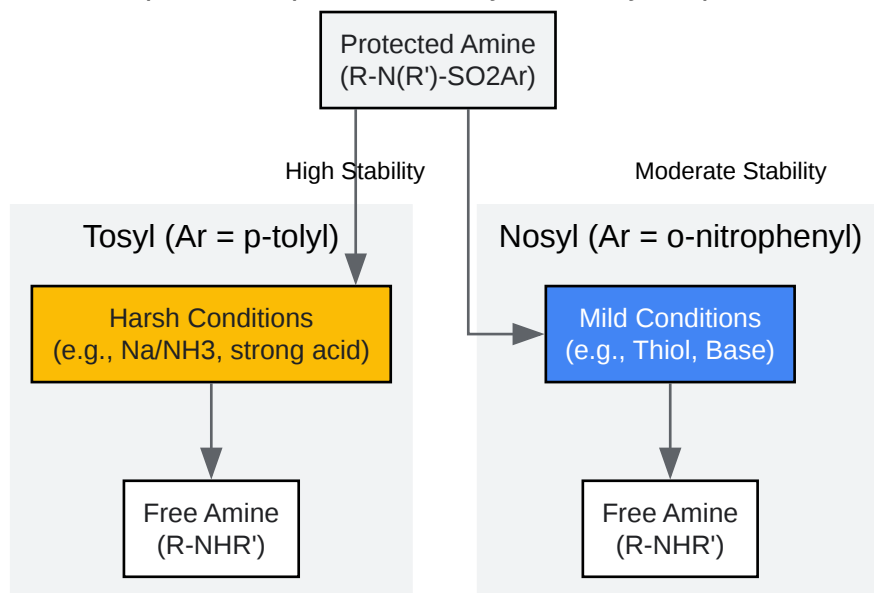 Protected Amine
(R-N(R')-SO2Ar)
High Stability
Moderate Stability
Tosyl (Ar = p-tolyl)
Nosyl (Ar = o-nitrophenyl)
Harsh Conditions
(e.g., Na/NH3, strong acid)
Mild Conditions
(e.g., Thiol, Base)
Free Amine
(R-NHR')
Free Amine
(R-NHR')